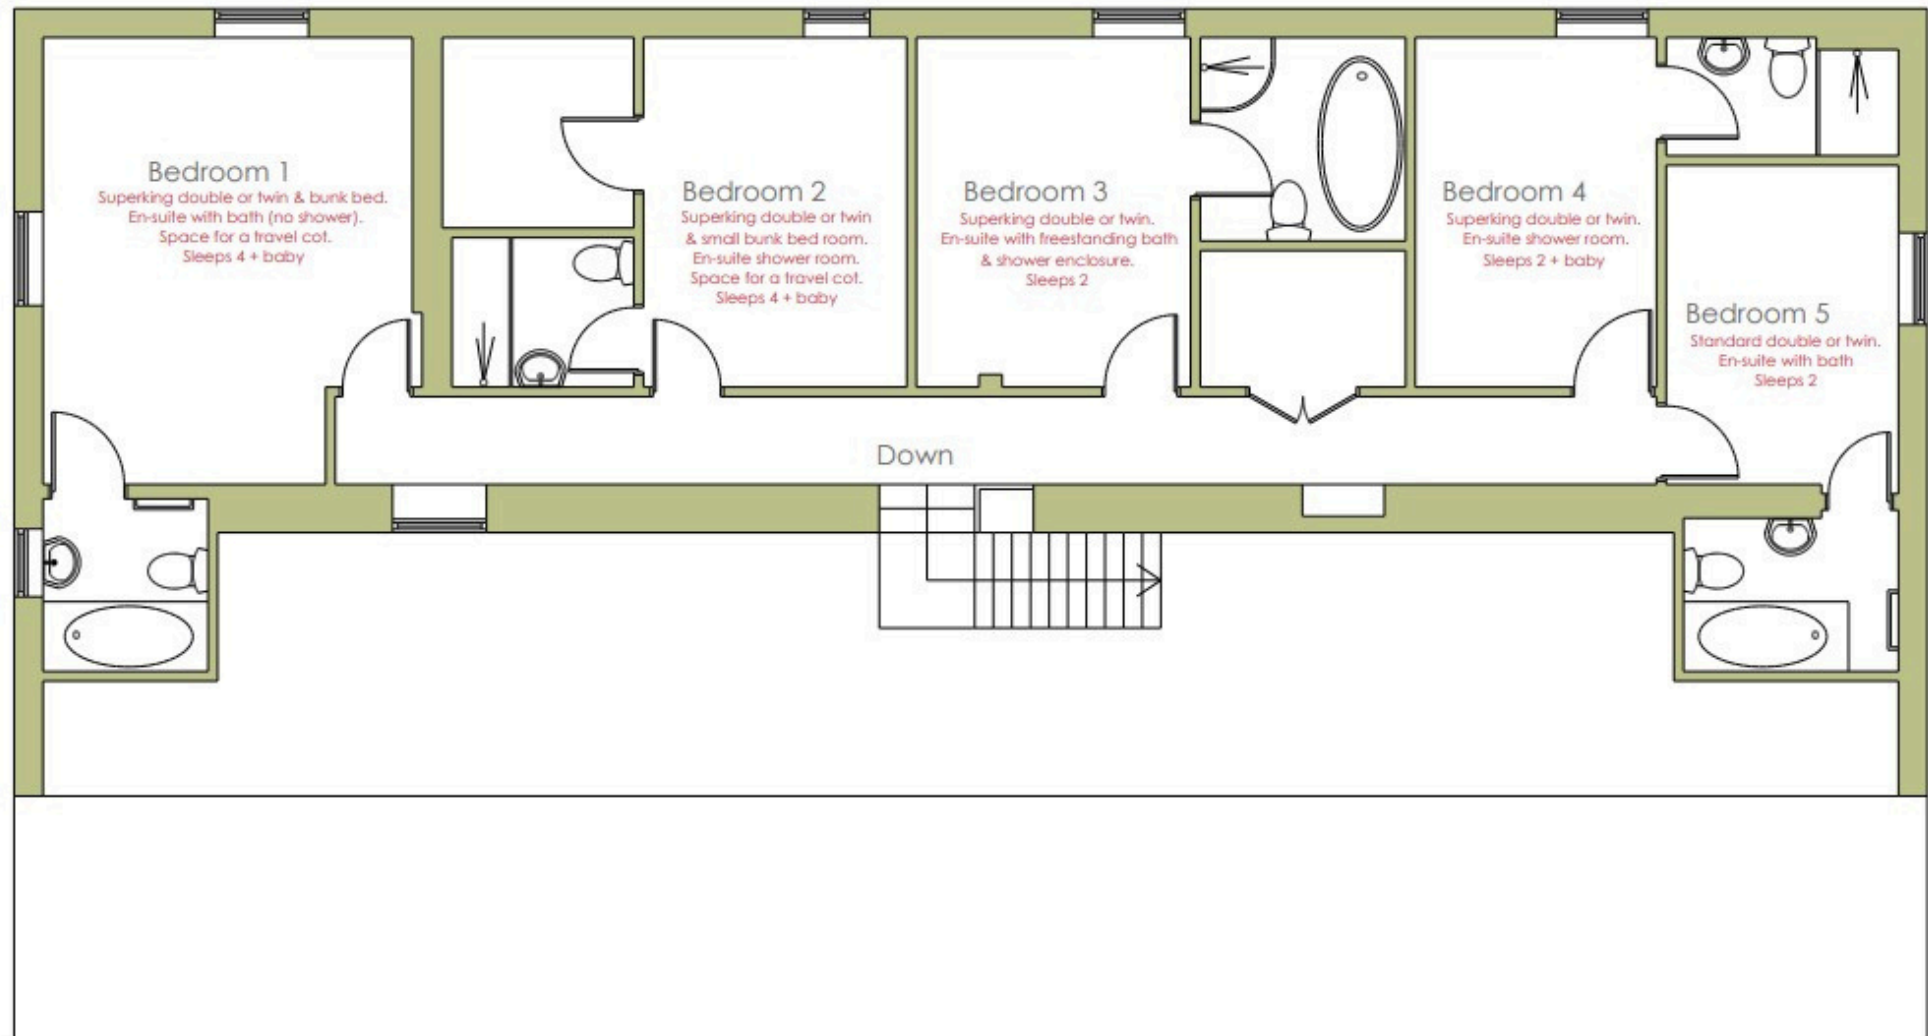 Bedroom 1
Superking double or twin & bunk bed.
En-suite with bath (no shower).
Space for a travel cot.
Sleeps 4 + baby
Bedroom 2
Superking double or twin
& small bunk bed room.
En-suite shower room.
Space for a travel cot.
Sleeps 4 + baby
Bedroom 3
Superking double or twin.
En-suite with freestanding bath
& shower enclosure.
Sleeps 2
Bedroom 4
Superking double or twin.
En-suite shower room.
Sleeps 2 + baby
Bedroom 5
Standard double or twin.
En-suite with bath
Sleeps 2
Down